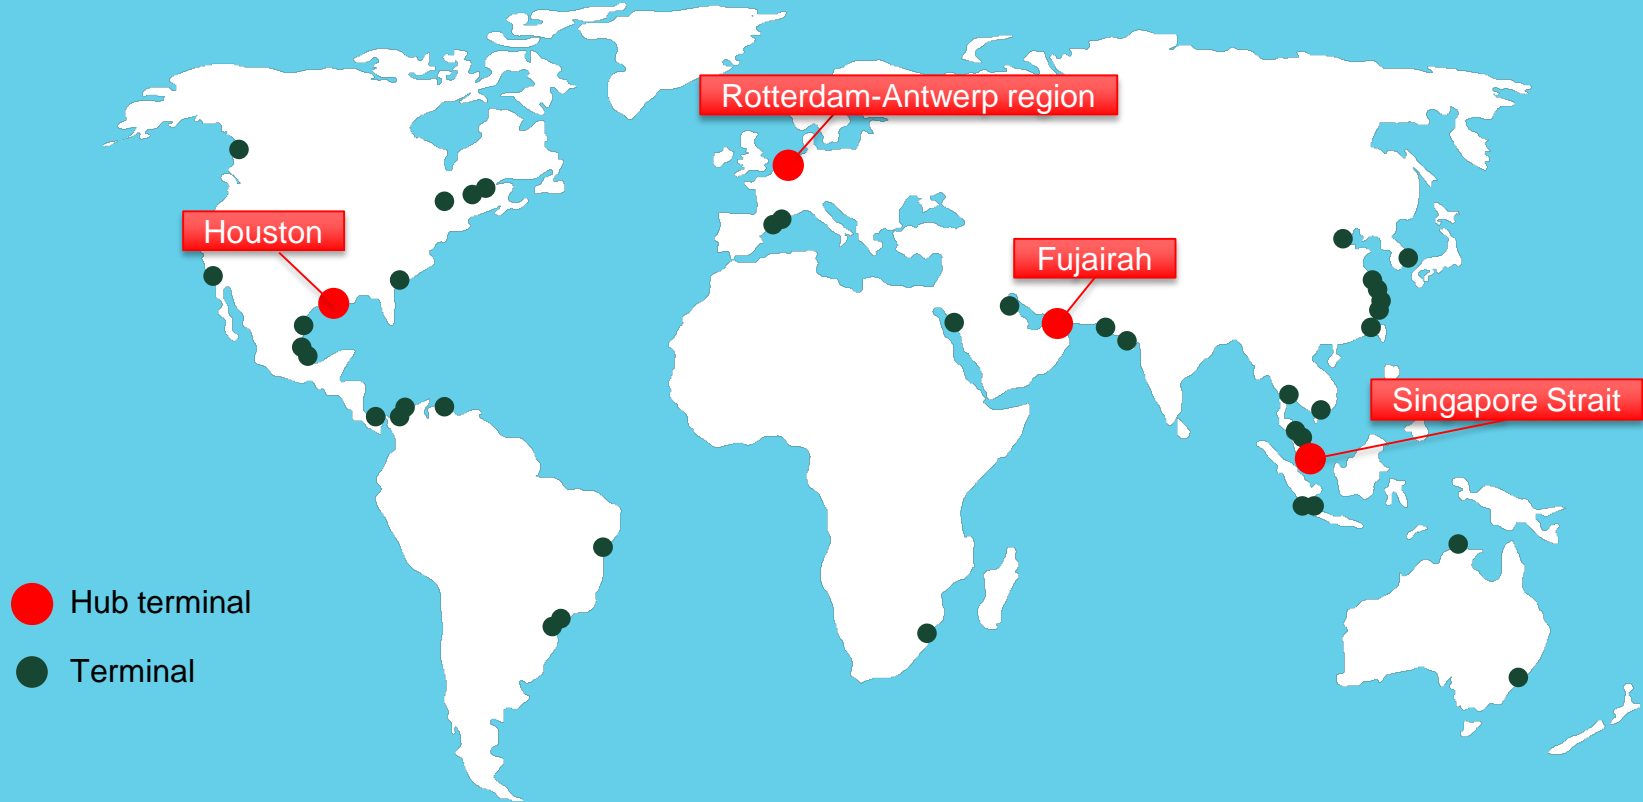 Rotterdam-Antwerp region
Houston
Fujairah
Singapore Strait
Hub terminal
Terminal